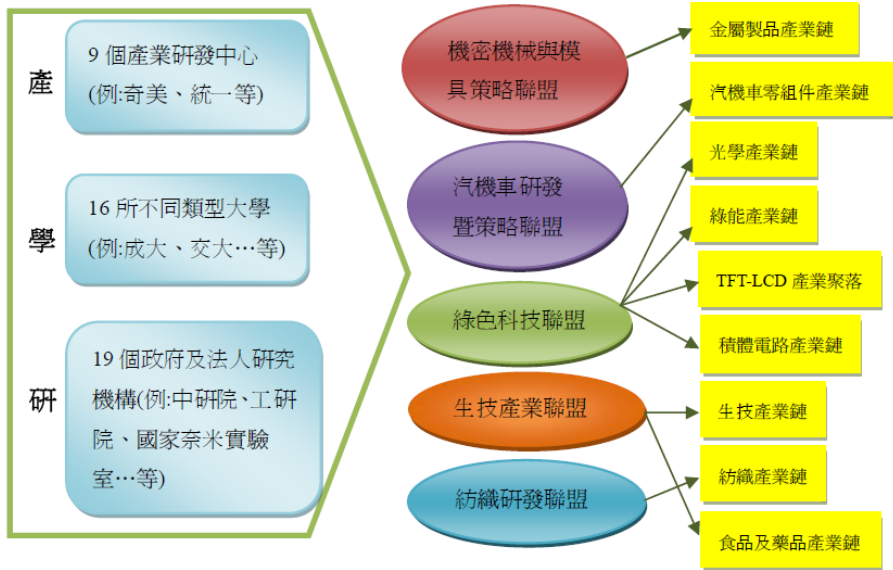 產
9 個產業研發中心
(例:奇美、統一等)
學
16 所不同類型大學
(例:成大、交大…等)
研
19 個政府及法人研究
機構(例:中研院、工研
院、國家奈米實驗
室…等)
機密機械與模
具策略聯盟
汽機車研發
暨策略聯盟
綠色科技聯盟
生技產業聯盟
紡織研發聯盟
金屬製品產業鏈
汽機車零組件產業鏈
光學產業鏈
綠能產業鏈
TFT-LCD 產業聚落
積體電路產業鏈
生技產業鏈
紡織產業鏈
食品及藥品產業鏈